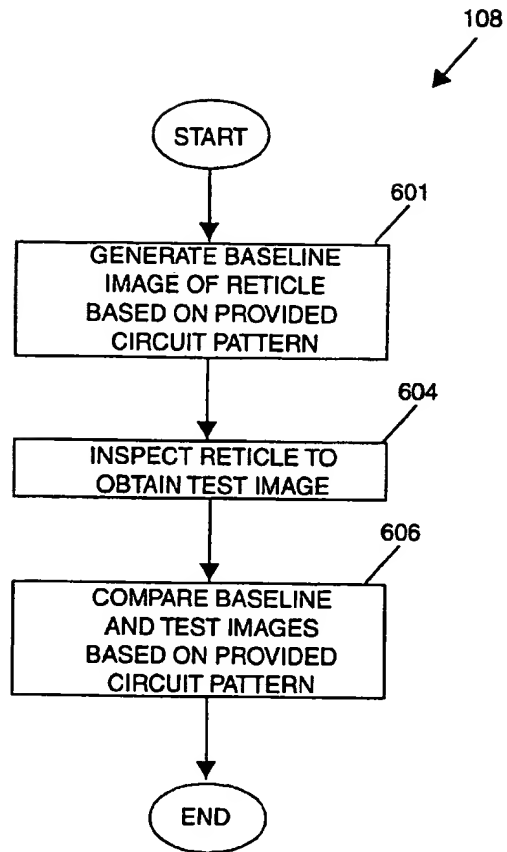 108
START
601
GENERATE BASELINE
IMAGE OF RETICLE
BASED ON PROVIDED
CIRCUIT PATTERN
604
INSPECT RETICLE TO
OBTAIN TEST IMAGE
606
COMPARE BASELINE
AND TEST IMAGES
BASED ON PROVIDED
CIRCUIT PATTERN
END